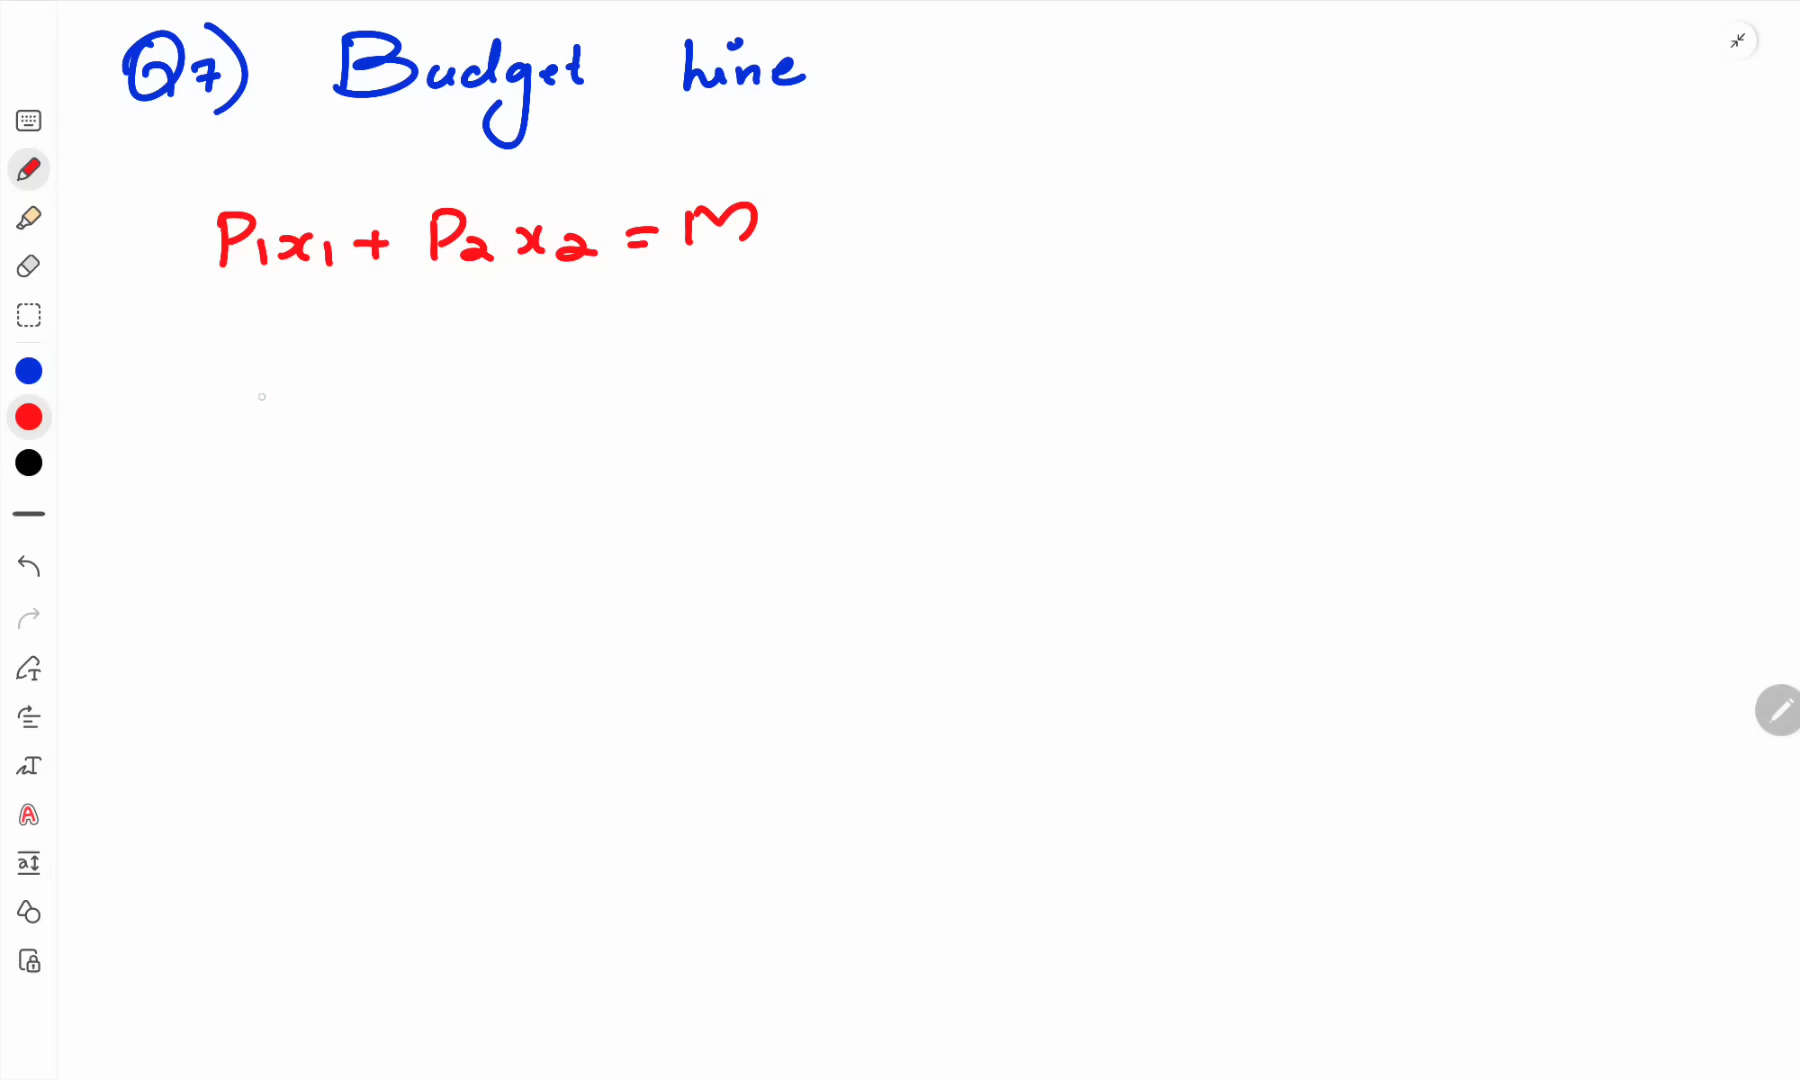 Q7) Budget line
P₁x₁ + P₂x₂ = M